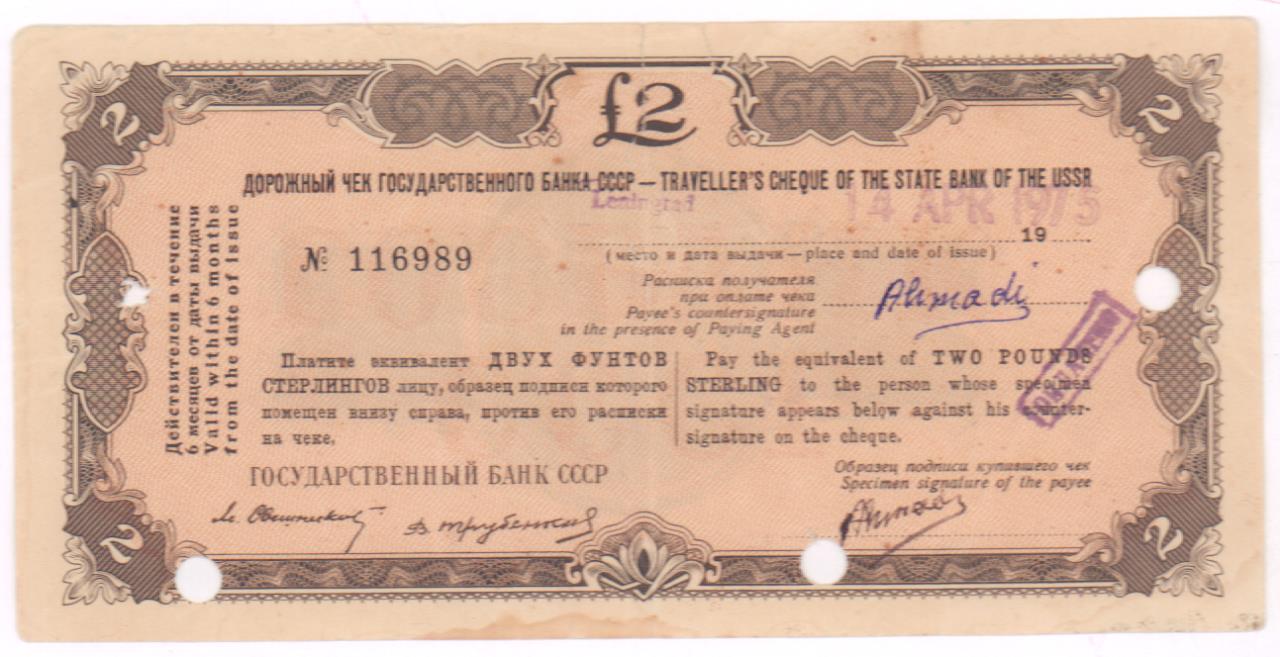 2
£2
2
ДОРОЖНЫЙ ЧЕК ГОСУДАРСТВЕННОГО БАНКА СССР — TRAVELLER'S CHEQUE OF THE STATE BANK OF THE USSR
Leningrad 14 APR 1975
19
№ 116989
(место и дата выдачи—place and date of issue)
Расписка получателя
при оплате чека
Payee's countersignature
in the presence of Paying Agent
Ahmadi
Действителен в течение
6 месяцев от даты выдачи
Valid within 6 months
from the date of issue
Платите эквивалент ДВУХ ФУНТОВ
СТЕРЛИНГОВ лицу, образец подписи которого
помещен внизу справа, против его расписки
на чеке.
Pay the equivalent of TWO POUNDS
STERLING to the person whose specimen
signature appears below against his counter-
signature on the cheque.
ГОСУДАРСТВЕННЫЙ БАНК СССР
Образец подписи купившего чек
Specimen signature of the payee
Ahmadi
2
2